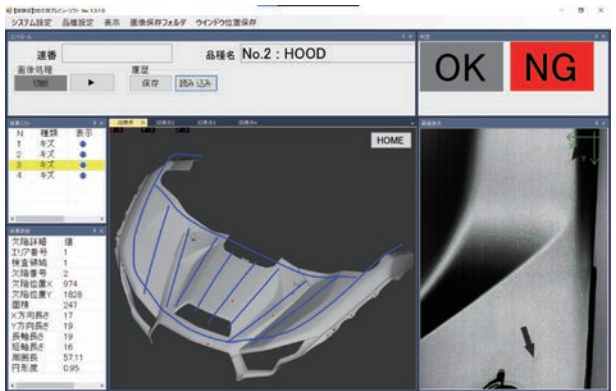 システム設定 品種設定 表示 画像保存フォルダ ウインドウ位置保存
連番
品種名 No.2 : HOOD
画像処理
履歴
保存 読み込み
OK NG
HOME
N 種類 表示
1 キズ
2 キズ
3 キズ
4 キズ
欠陥詳細 値
エリア番号 1
検査領域 1
欠陥番号 2
欠陥位置X 974
欠陥位置Y 1828
面積 247
X方向長さ 17
Y方向長さ 19
長軸長さ 19
短軸長さ 16
周囲長 57.11
円形度 0.95